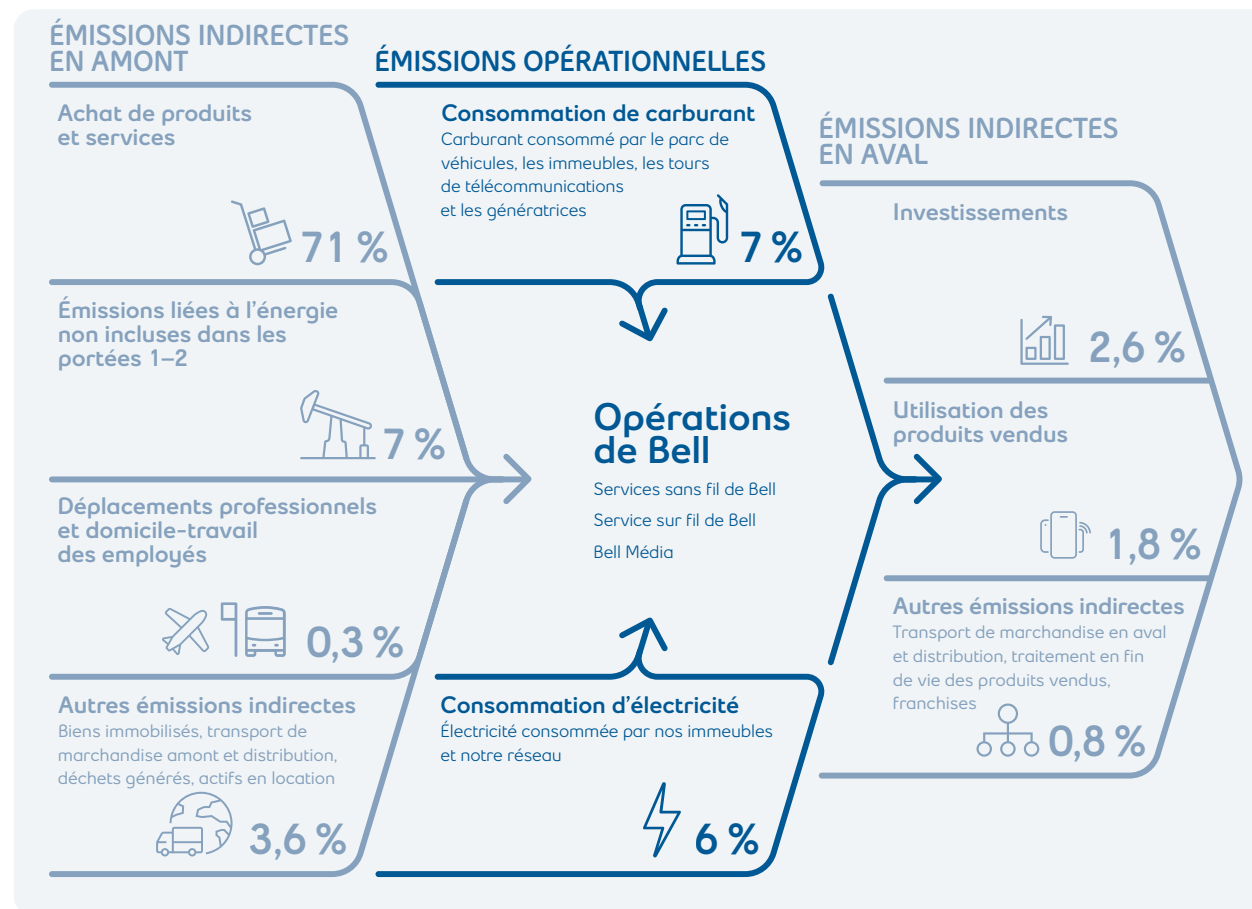 ÉMISSIONS INDIRECTES
EN AMONT
Achat de produits
et services
71 %
Émissions liées à l’énergie
non incluses dans les
portées 1–2
7 %
Déplacements professionnels
et domicile-travail
des employés
0,3 %
Autres émissions indirectes
Biens immobilisés, transport de
marchandise amont et distribution,
déchets générés, actifs en location
3,6 %
ÉMISSIONS OPÉRATIONNELLES
Consommation de carburant
Carburant consommé par le parc de
véhicules, les immeubles, les tours
de télécommunications
et les génératrices
7 %
Opérations
de Bell
Services sans fil de Bell
Service sur fil de Bell
Bell Média
Consommation d’électricité
Électricité consommée par nos immeubles
et notre réseau
6 %
ÉMISSIONS INDIRECTES
EN AVAL
Investissements
2,6 %
Utilisation des
produits vendus
1,8 %
Autres émissions indirectes
Transport de marchandise en aval
et distribution, traitement en fin
de vie des produits vendus,
franchises
0,8 %